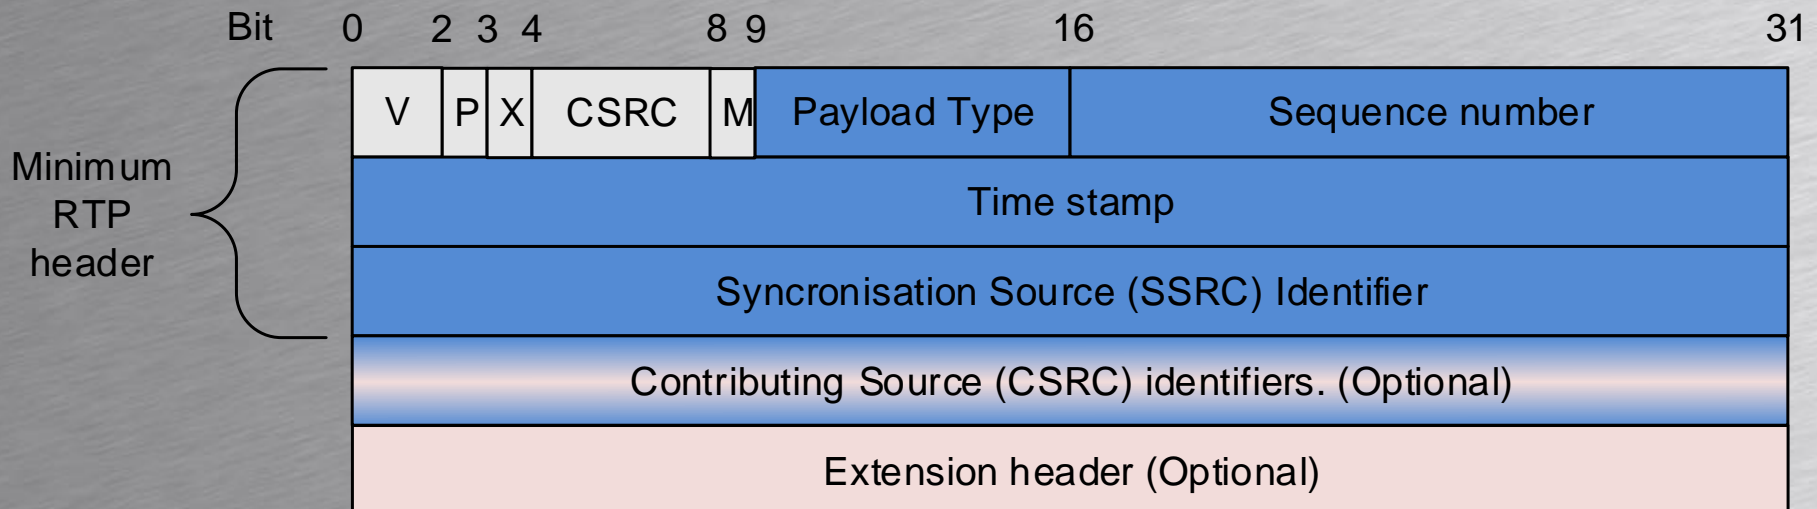 Bit 0 2 3 4 8 9 16 31
V P X CSRC M Payload Type Sequence number
Minimum
RTP
header
Time stamp
Syncronisation Source (SSRC) Identifier
Contributing Source (CSRC) identifiers. (Optional)
Extension header (Optional)